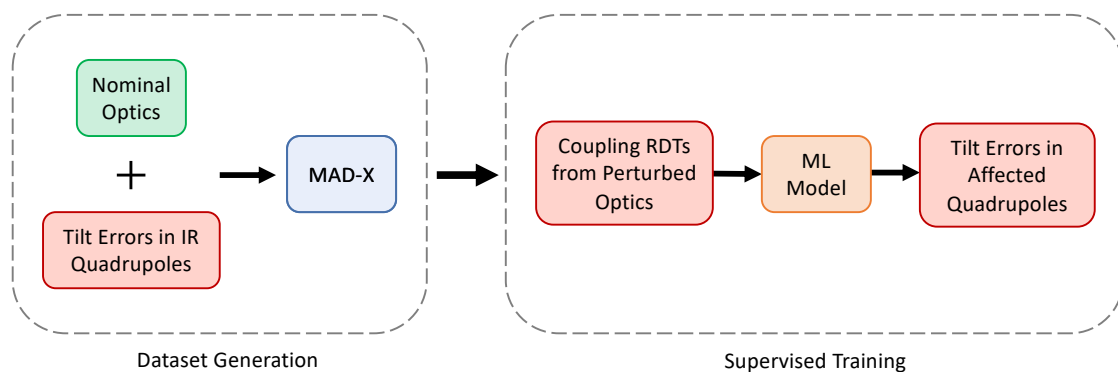 Nominal
Optics
+
Tilt Errors in IR
Quadrupoles
MAD-X
Dataset Generation
Coupling RDTs
from Perturbed
Optics
ML
Model
Tilt Errors in
Affected
Quadrupoles
Supervised Training